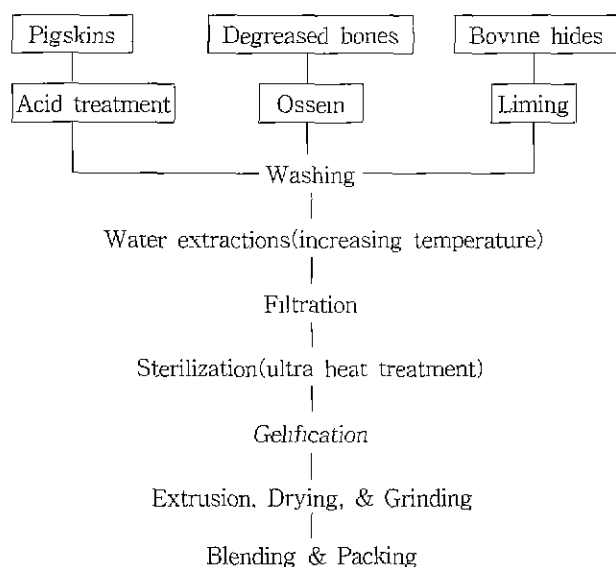 Pigskins
Degreased bones
Bovine hides
Acid treatment
Ossein
Liming
Washing
Water extractions(increasing temperature)
Filtration
Sterilization(ultra heat treatment)
Gelification
Extrusion, Drying, & Grinding
Blending & Packing